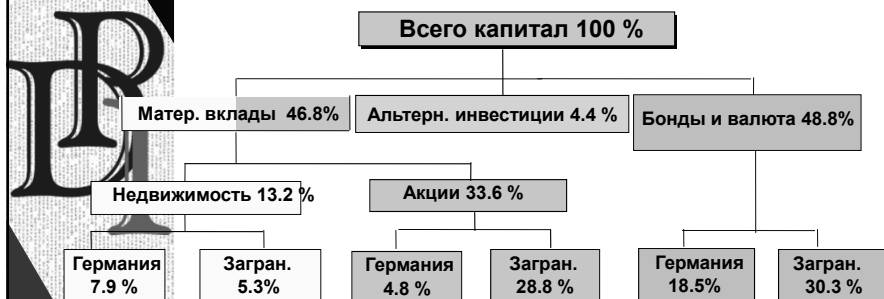 Всего капитал 100 %
Матер. вклады 46.8%
Альтерн. инвестиции 4.4 %
Бонды и валюта 48.8%
Недвижимость 13.2 %
Акции 33.6 %
Германия
7.9 %
Загран.
5.3%
Германия
4.8 %
Загран.
28.8 %
Германия
18.5%
Загран.
30.3 %